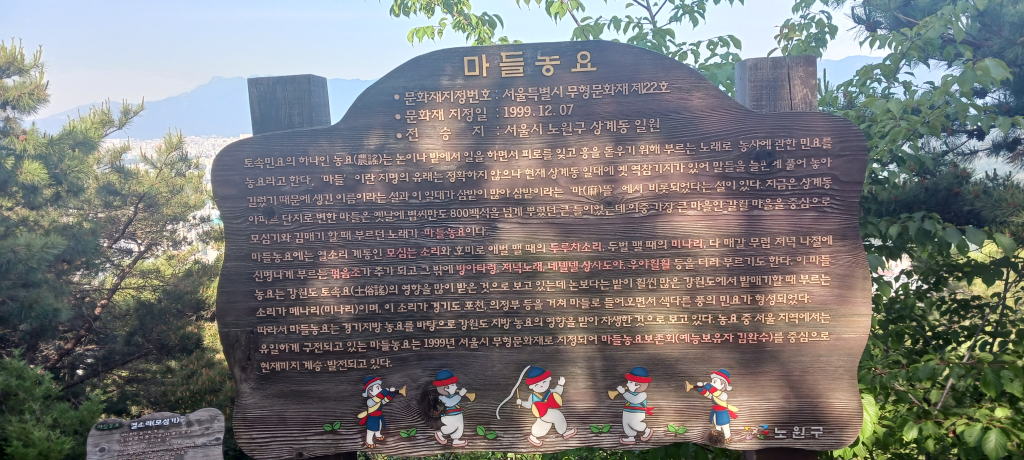 마들농요
• 문화재지정번호 : 서울특별시 무형문화재 제22호
• 문화재 지정일 : 1999. 12. 07
• 전 승 지 : 서울시 노원구 상계동 일원
토속민요의 하나인 농요(農謠)는 논이나 밭에서 일을 하면서 피로를 잊고 흥을 돋우기 위해 부르는 노래로 농사에 관한 민요를
농요라고 한다. '마들' 이란 지명의 유래는 정확하지 않으나 현재 상계동 일대에 옛 역참기지가 있어 말들을 놀란 게 풀어 놓아
길렀기 때문에 생긴 이름이라는 설과 이 일대가 삼밭이 많아 삼밭이라는 '마(麻)뜰' 에서 비롯되었다는 설이 있다. 지금은 상계동
아파트 단지로 변한 마들은 옛날에 볍씨만도 800백석을 넘게 뿌렸던 큰 들이었는데 이중 가장 큰 마을인 갈월 마을을 중심으로
모심기와 김매기 할 때 부르던 노래가 마들농요이다.
마들농요에는 열소리 계통인 모심는 소리와 호미로 애벌 맬 때의 두루차소리, 두벌 맬 때의 미나리, 다 매갈 무렵 저녁 나절에
신명나게 부르는 꺾음조가 주가 되고 그 밖에 방아타령, 저녁노래, 네넬넬 상사도야, 우야훨훨 등을 더러 부르기도 한다. 이 마들
농요는 강원도 토속요(土俗謠)의 영향을 많이 받은 것으로 보고 있는데 논보다는 밭이 훨씬 많은 강원도에서 밭매기할 때 부르는
소리가 메나리(미나리)이며, 이 소리가 경기도 포천, 의정부 등을 거쳐 마들로 들어오면서 색다른 풍의 민요가 형성되었다.
따라서 마들농요는 경기지방 농요를 바탕으로 강원도 지방 농요의 영향을 받아 자생한 것으로 보고 있다. 농요 중 서울 지역에서는
유일하게 구전되고 있는 마들농요는 1999년 서울시 무형문화재로 지정되어 마들농요보존회(예능보유자 김완수)를 중심으로
현재까지 계승 발전되고 있다.
노원구
마들농요 열소리(모심기)